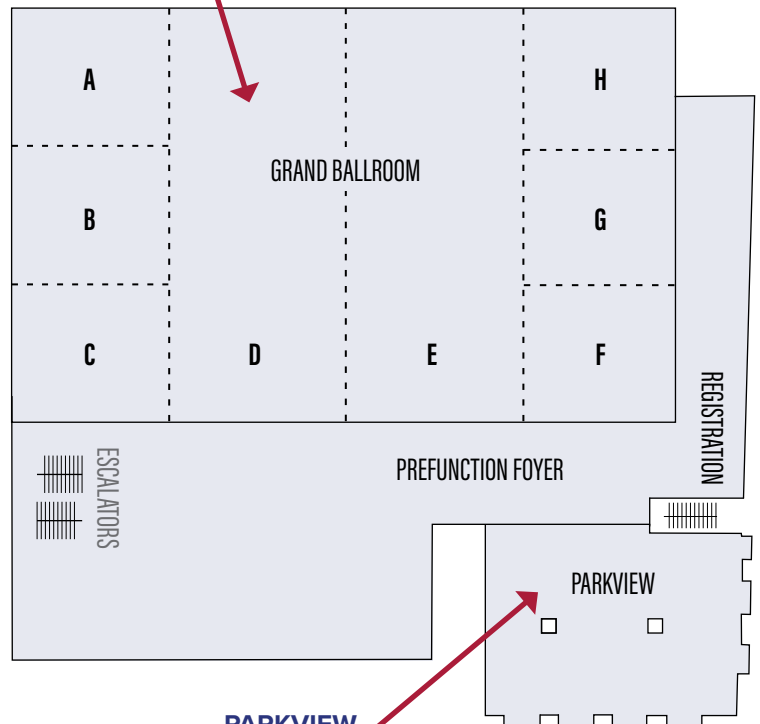 A
H
GRAND BALLROOM
B
G
C
D
E
F
REGISTRATION
ESCALATORS
PREFUNCTION FOYER
PARKVIEW
PARKVIEW